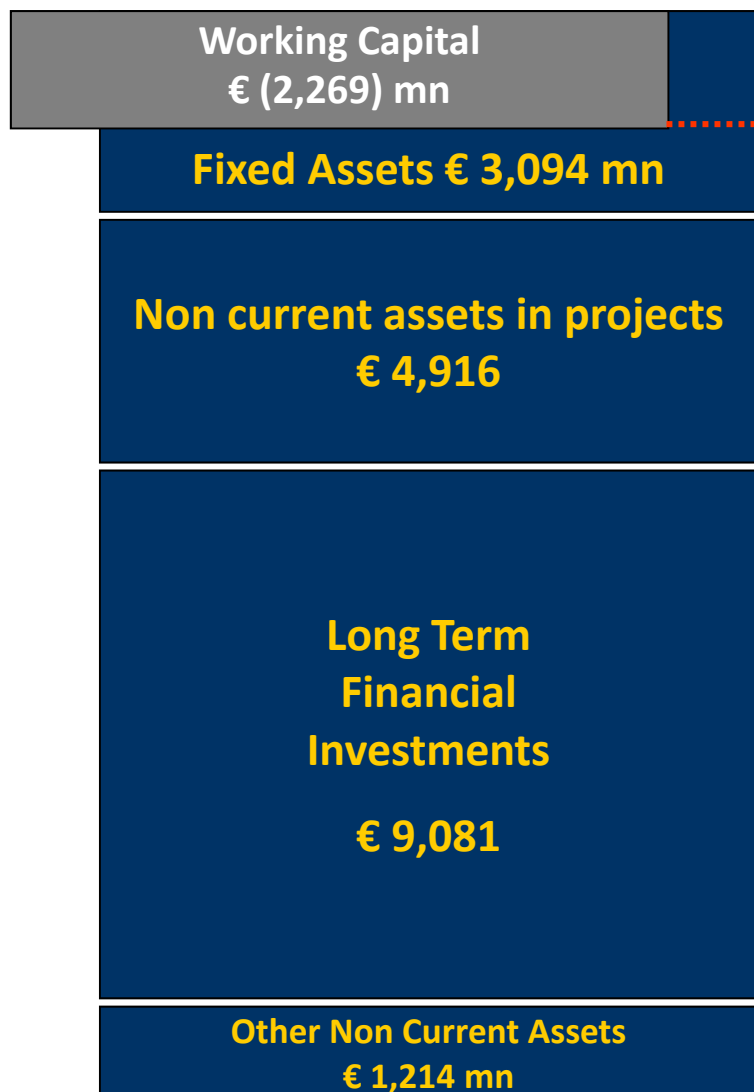 Working Capital
€ (2,269) mn
Fixed Assets € 3,094 mn
Non current assets in projects
€ 4,916
Long Term
Financial
Investments
€ 9,081
Other Non Current Assets
€ 1,214 mn